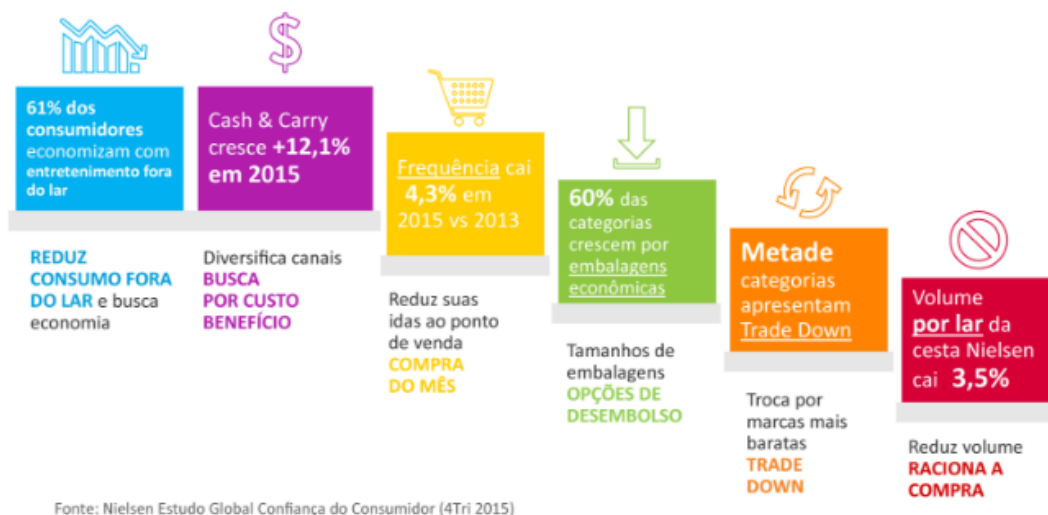 61% dos
consumidores
economizam com
entretenimento fora
do lar
REDUZ
CONSUMO FORA
DO LAR e busca
economia
$
Cash & Carry
cresce +12,1%
em 2015
Diversifica canais
BUSCA
POR CUSTO
BENEFÍCIO
Frequência cai
4,3% em
2015 vs 2013
Reduz suas
idas ao ponto
de venda
COMPRA
DO MÊS
60% das
categorias
crescem por
embalagens
econômicas
Tamanhos de
embalagens
OPÇÕES DE
DESEMBOLSO
Metade
categorias
apresentam
Trade Down
Troca por
marcas mais
baratas
TRADE
DOWN
Volume
por lar da
cesta Nielsen
cai 3,5%
Reduz volume
RACIONA A
COMPRA
Fonte: Nielsen Estudo Global Confiança do Consumidor (4Tri 2015)